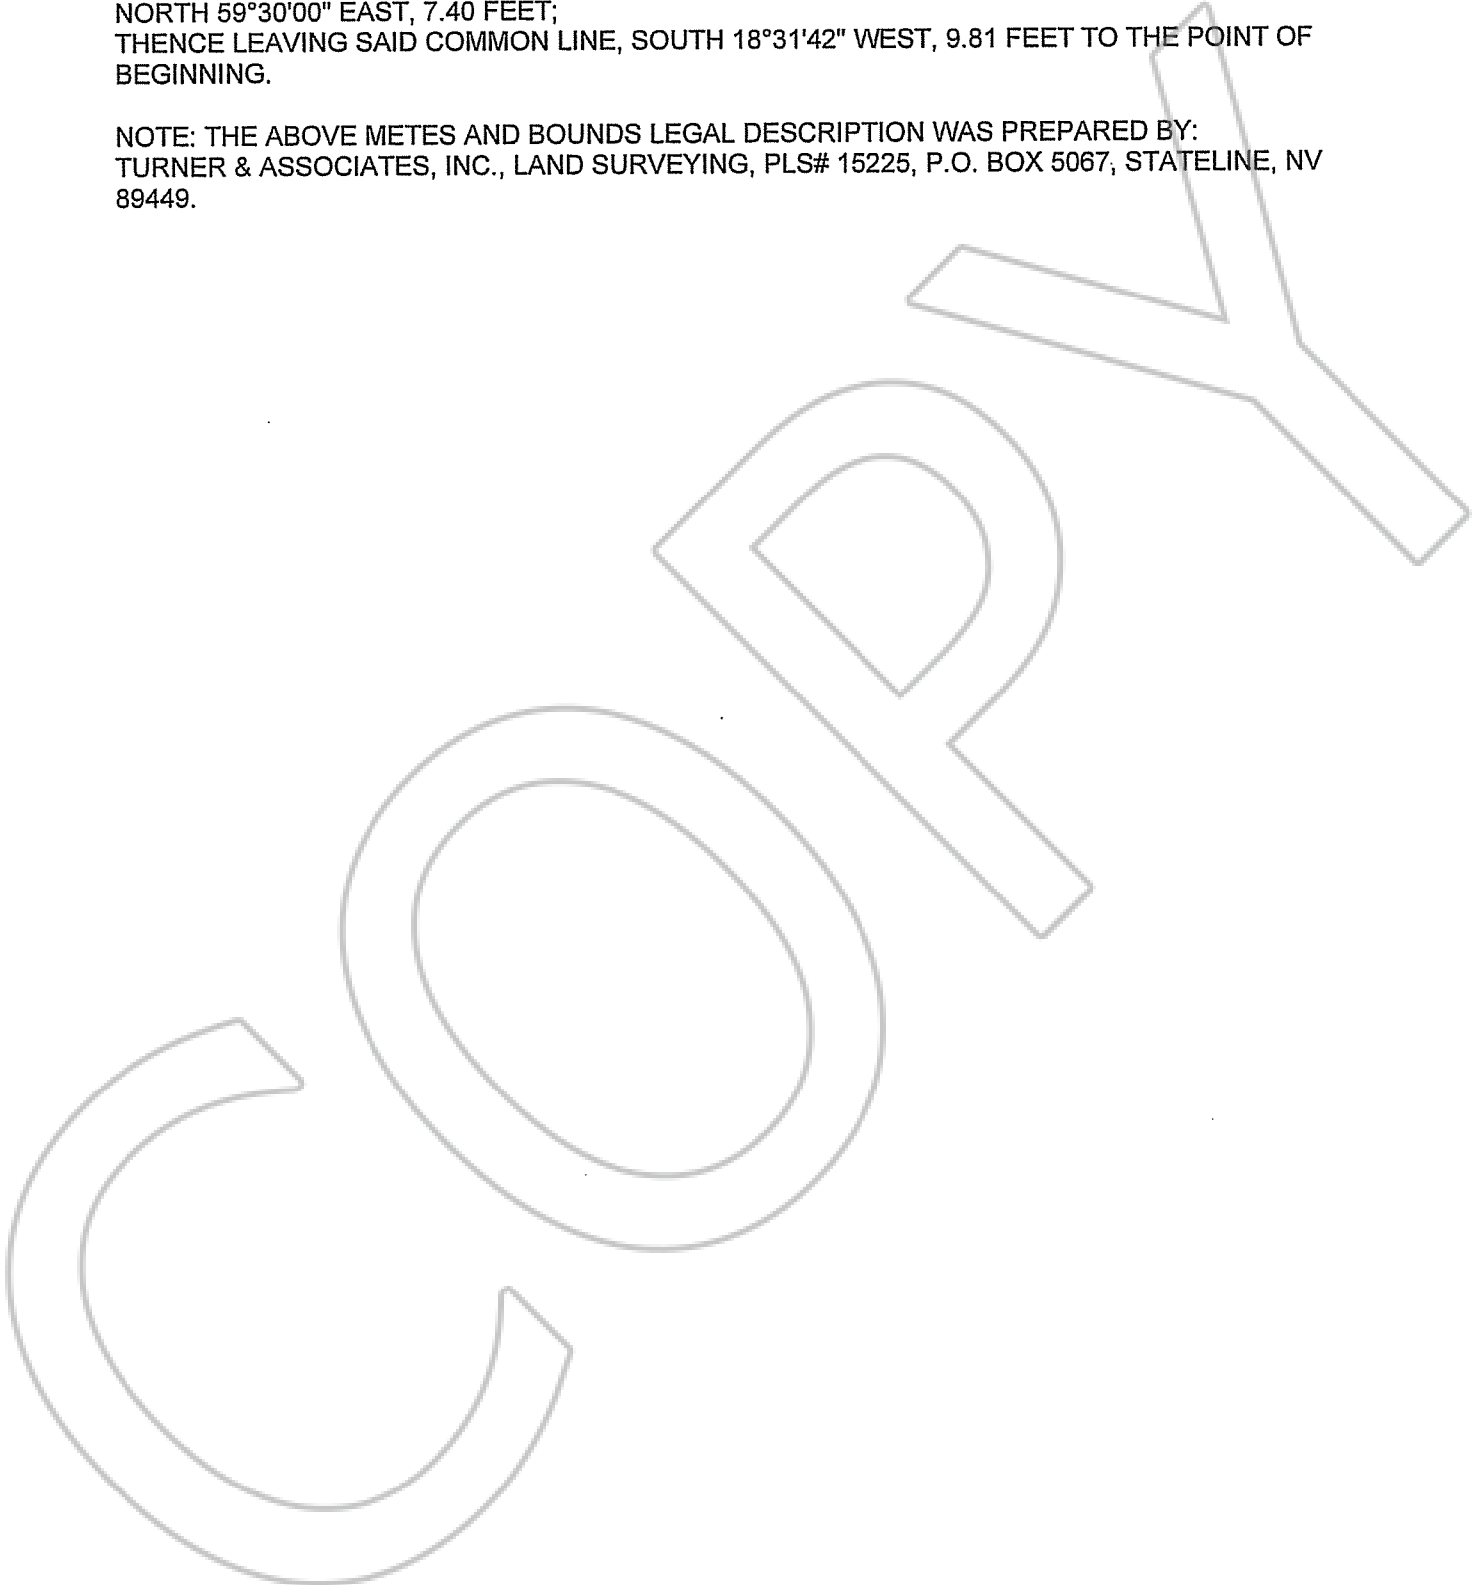 NORTH 59°30'00" EAST, 7.40 FEET;
THENCE LEAVING SAID COMMON LINE, SOUTH 18°31'42" WEST, 9.81 FEET TO THE POINT OF
BEGINNING.
NOTE: THE ABOVE METES AND BOUNDS LEGAL DESCRIPTION WAS PREPARED BY:
TURNER & ASSOCIATES, INC., LAND SURVEYING, PLS# 15225, P.O. BOX 5067, STATELINE, NV
89449.
COPY